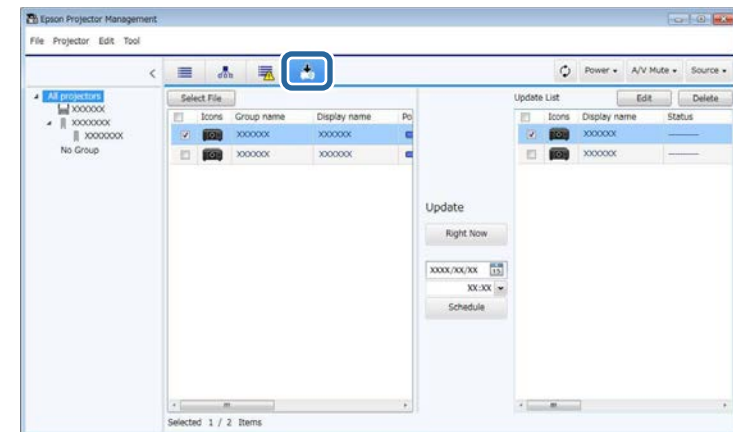 Epson Projector Management
File Projector Edit Tool
Power A/V Mute Source
All projectors
XXXXXX
XXXXXXX
XXXXXXX
No Group
Select File
Icons Group name Display name Po
XXXXXX XXXXXX
XXXXXX XXXXXX
Update
Right Now
XXXX/XX/XX 15
XX:XX
Schedule
Update List Edit Delete
Icons Display name Status
XXXXXX ———
XXXXXX ———
Selected 1 / 2 Items